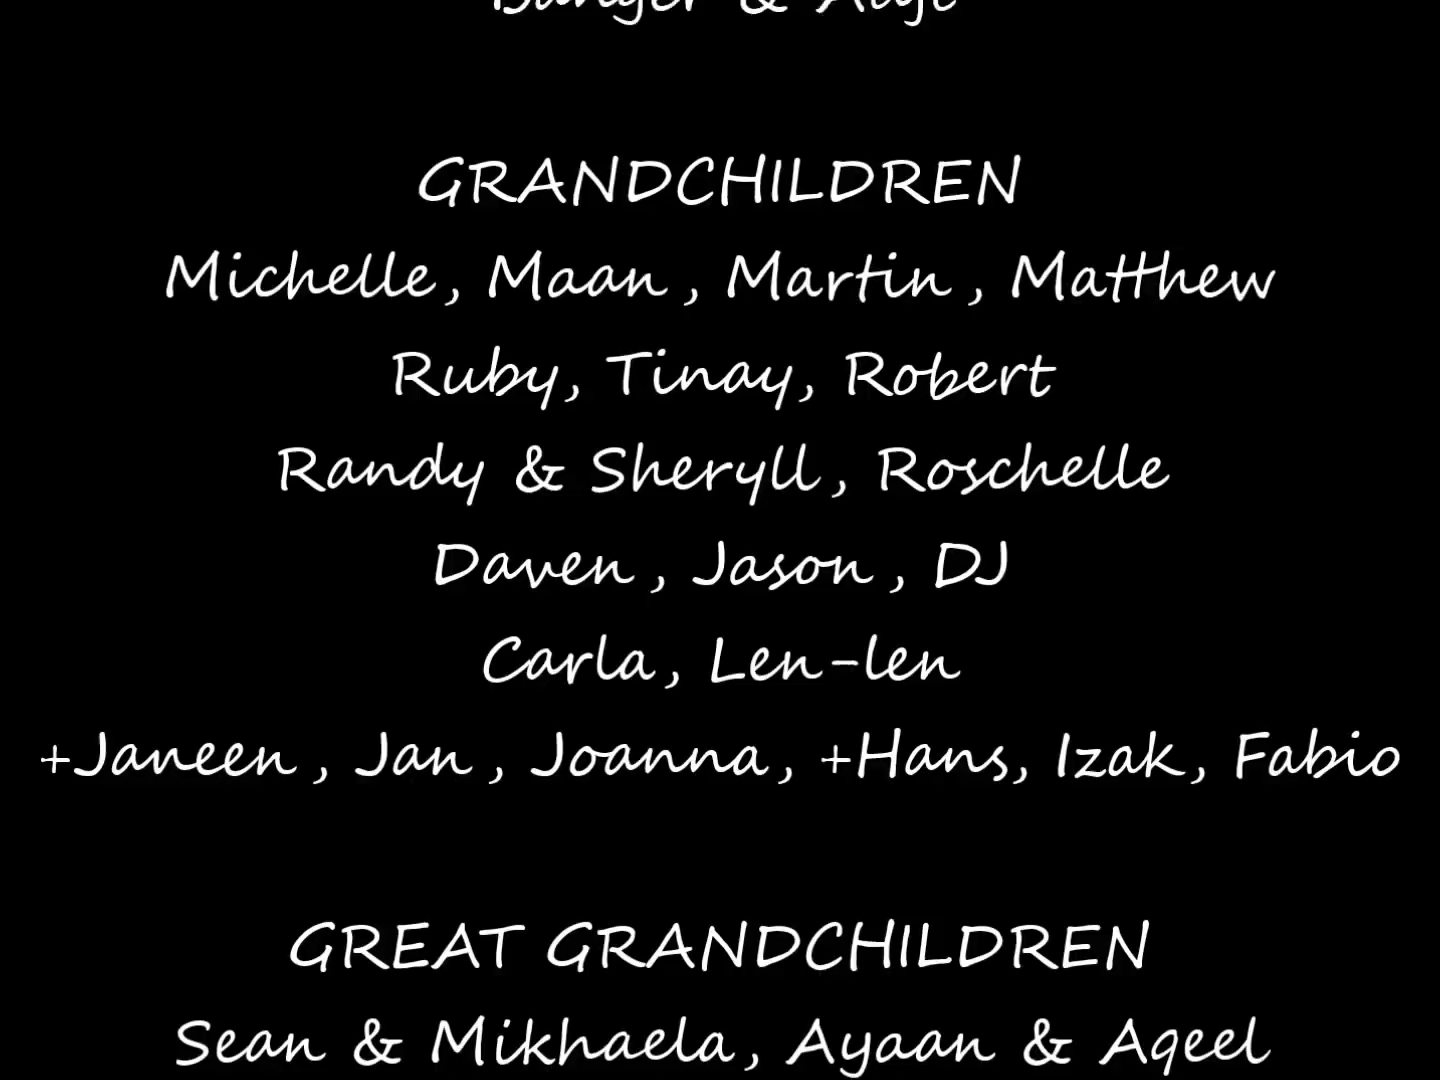 &
GRANDCHILDREN
Michelle, Maan, Martin, Matthew
Ruby, Tinay, Robert
Randy & Sheryll, Roschelle
Daven, Jason, DJ
Carla, Len-len
+Janeen, Jan, Joanna, +Hans, Izak, Fabio
GREAT GRANDCHILDREN
Sean & Mikhaela, Ayaan & Aqeel